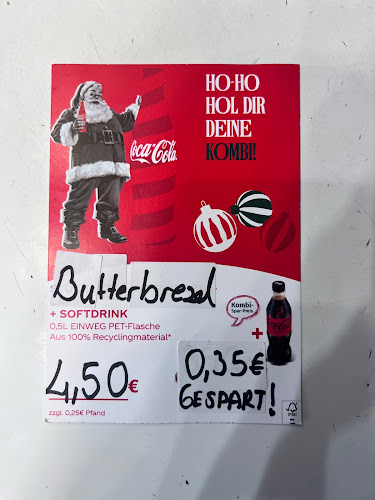 HO-HO
HOL DIR
DEINE
KOMBI!
Coca-Cola
Butterbrezel
+ SOFTDRINK
0,5L EINWEG PET-Flasche
Aus 100% Recyclingmaterial*
Kombi-
Spar-Preis
+
4,50€
0,35€
GESPART!
zzgl. 0,25€ Pfand